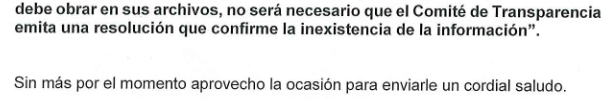 debe obrar en sus archivos, no será necesario que el Comité de Transparencia
emita una resolución que confirme la inexistencia de la información”.
Sin más por el momento aprovecho la ocasión para enviarle un cordial saludo.